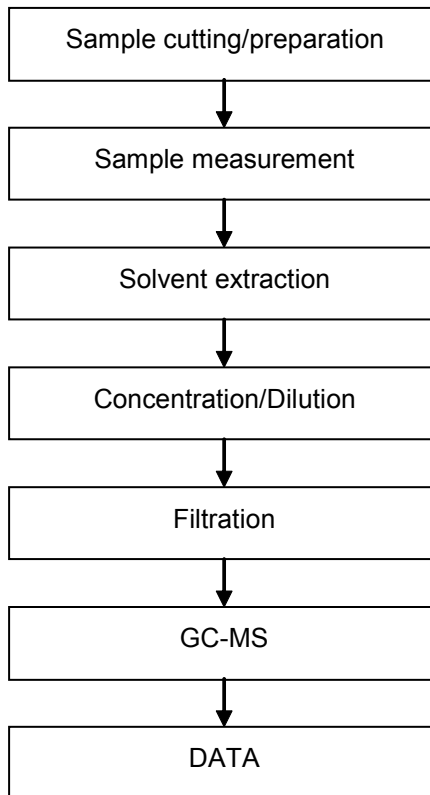 Sample cutting/preparation
Sample measurement
Solvent extraction
Concentration/Dilution
Filtration
GC-MS
DATA